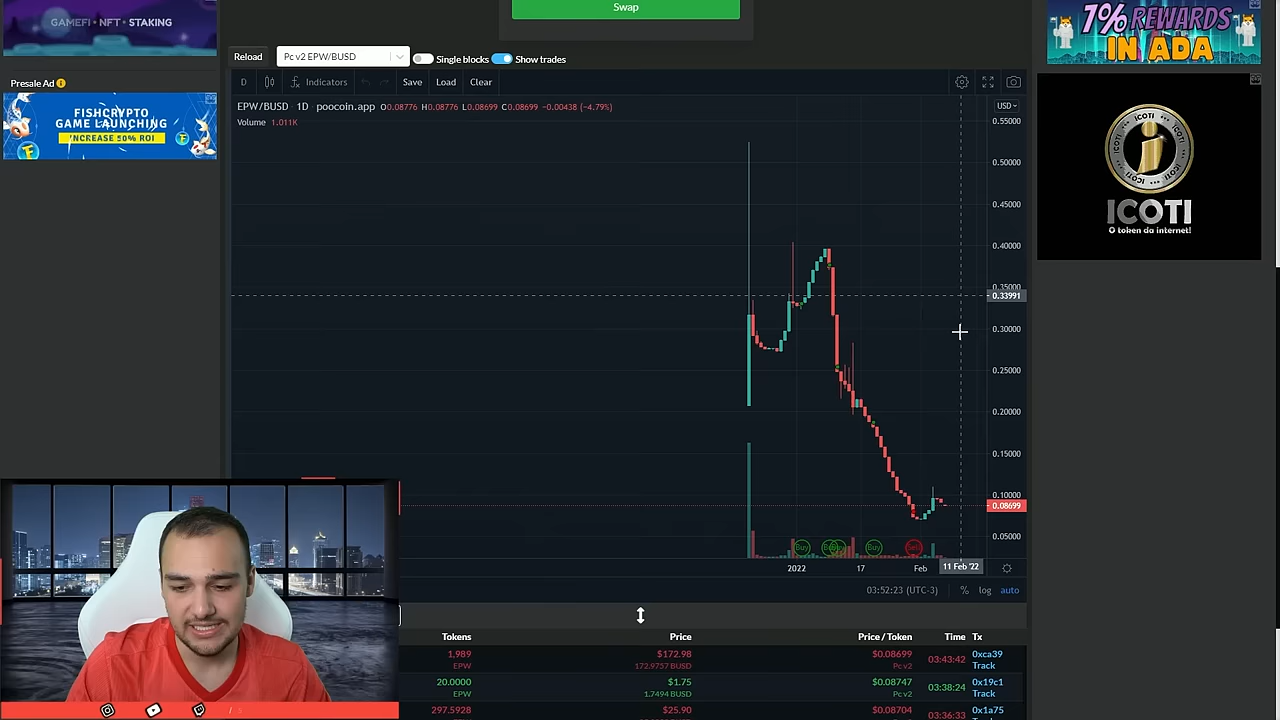 GAMEFI • NFT • STAKING
Presale Ad
FISHCRYPTO
GAME LAUNCHING
INCREASE 50% ROI
Swap
Reload
Pc v2 EPW/BUSD
Single blocks
Show trades
D
Indicators
Save
Load
Clear
EPW/BUSD · 1D · poocoin.app O0.08776 H0.08776 L0.08699 C0.08699 −0.00438 (−4.79%)
Volume 1.011K
USD
0.55000
0.50000
0.45000
0.40000
0.35000
0.33991
0.30000
0.25000
0.20000
0.15000
0.10000
0.08699
0.05000
Buy
Buy
Sell
2022
17
Feb
11 Feb '22
03:52:23 (UTC-3)
%
log
auto
Tokens Price Price / Token Time Tx
1,989 $172.98 $0.08699 03:43:42 0xca39
EPW 172.9757 BUSD Pc v2 Track
20.0000 $1.75 $0.08747 03:38:24 0x19c1
EPW 1.7494 BUSD Pc v2 Track
297.5928 $25.90 $0.08704 03:36:33 0x1a75
7% REWARDS
IN ADA
ICOTI
O token da internet!